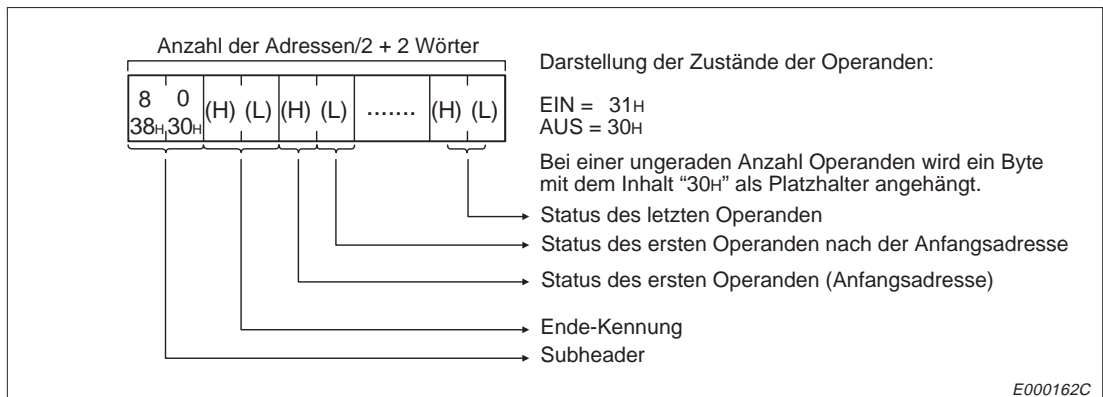 Anzahl der Adressen/2 + 2 Wörter
8 0 (H) (L) (H) (L) ....... (H) (L)
38H 30H
Darstellung der Zustände der Operanden:
EIN = 31H
AUS = 30H
Bei einer ungeraden Anzahl Operanden wird ein Byte
mit dem Inhalt “30H” als Platzhalter angehängt.
Status des letzten Operanden
Status des ersten Operanden nach der Anfangsadresse
Status des ersten Operanden (Anfangsadresse)
Ende-Kennung
Subheader
E000162C